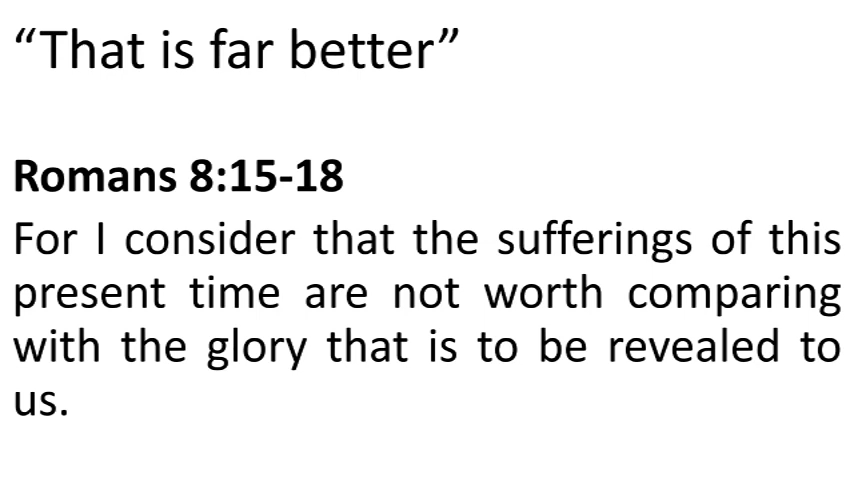 “That is far better”
Romans 8:15-18
For I consider that the sufferings of this
present time are not worth comparing
with the glory that is to be revealed to
us.